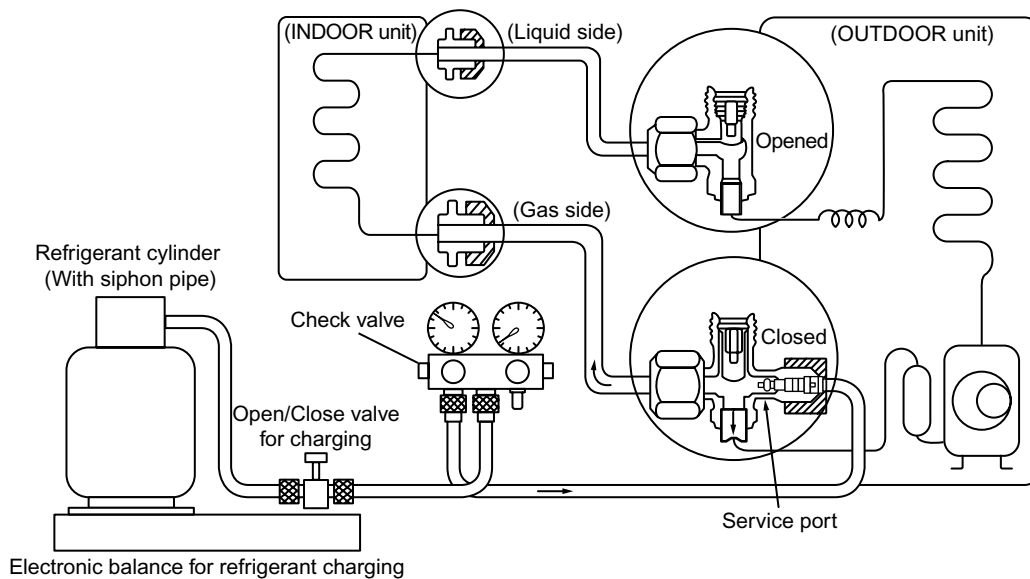 (INDOOR unit)
(Liquid side)
(OUTDOOR unit)
Opened
(Gas side)
Refrigerant cylinder
(With siphon pipe)
Check valve
Closed
Open/Close valve
for charging
Service port
Electronic balance for refrigerant charging